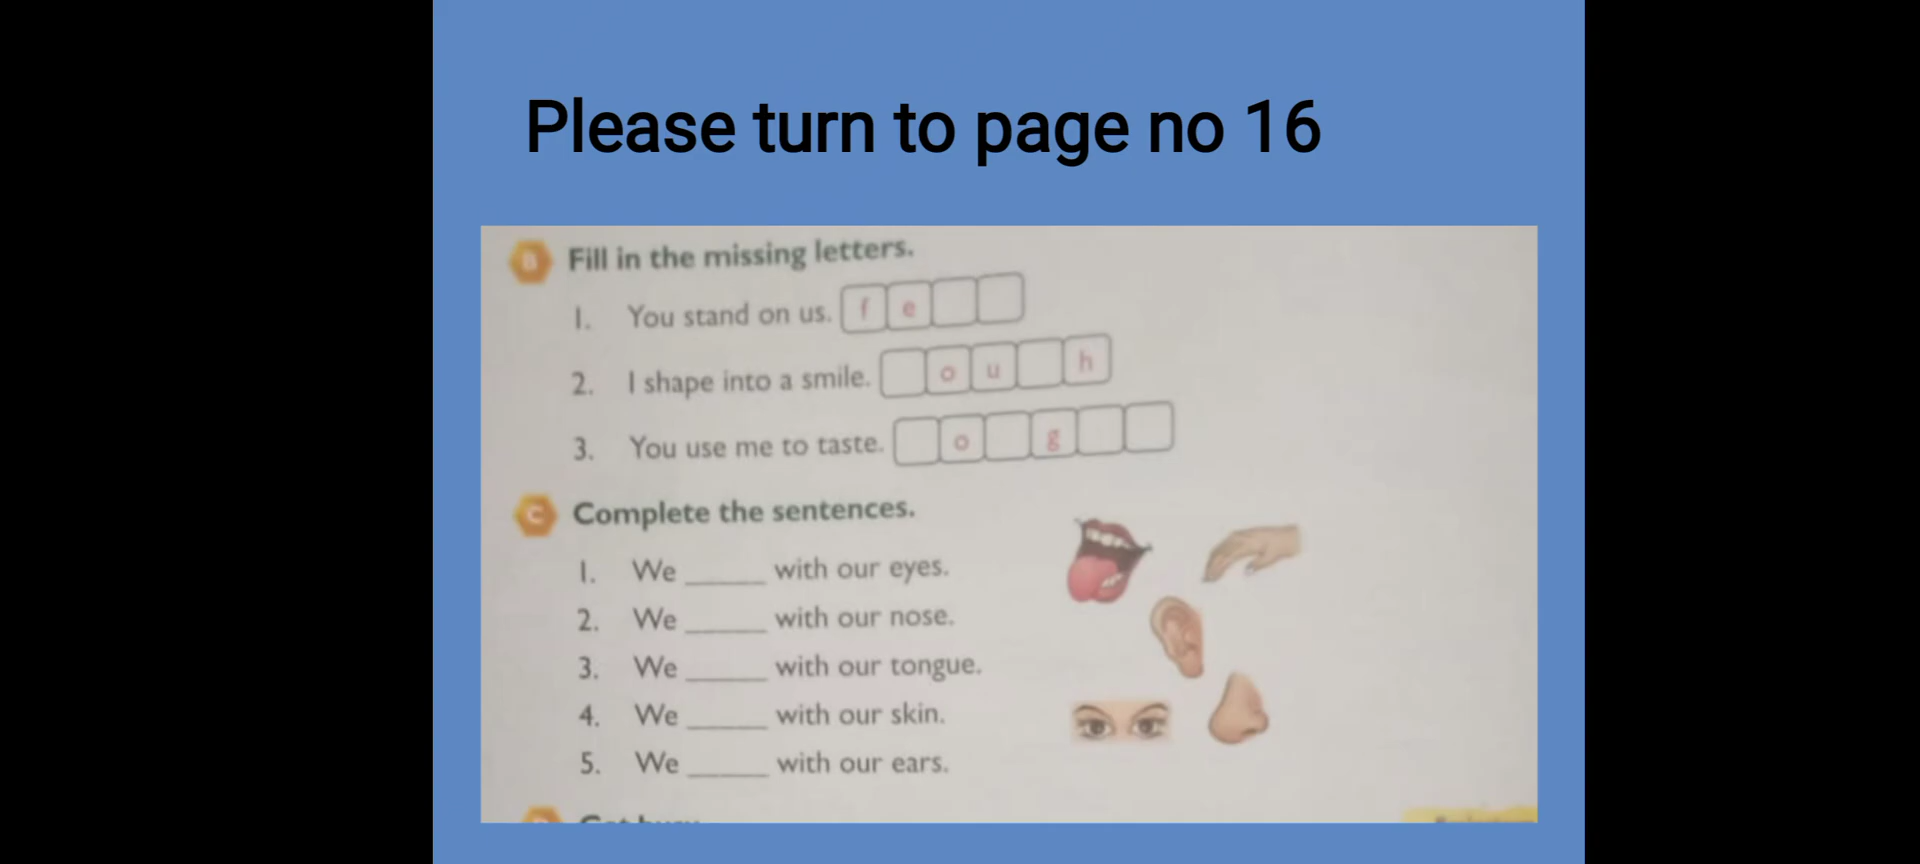 Please turn to page no 16
B Fill in the missing letters.
1. You stand on us. f e
2. I shape into a smile. o u h
3. You use me to taste. o g
C Complete the sentences.
1. We ______ with our eyes.
2. We ______ with our nose.
3. We ______ with our tongue.
4. We ______ with our skin.
5. We ______ with our ears.